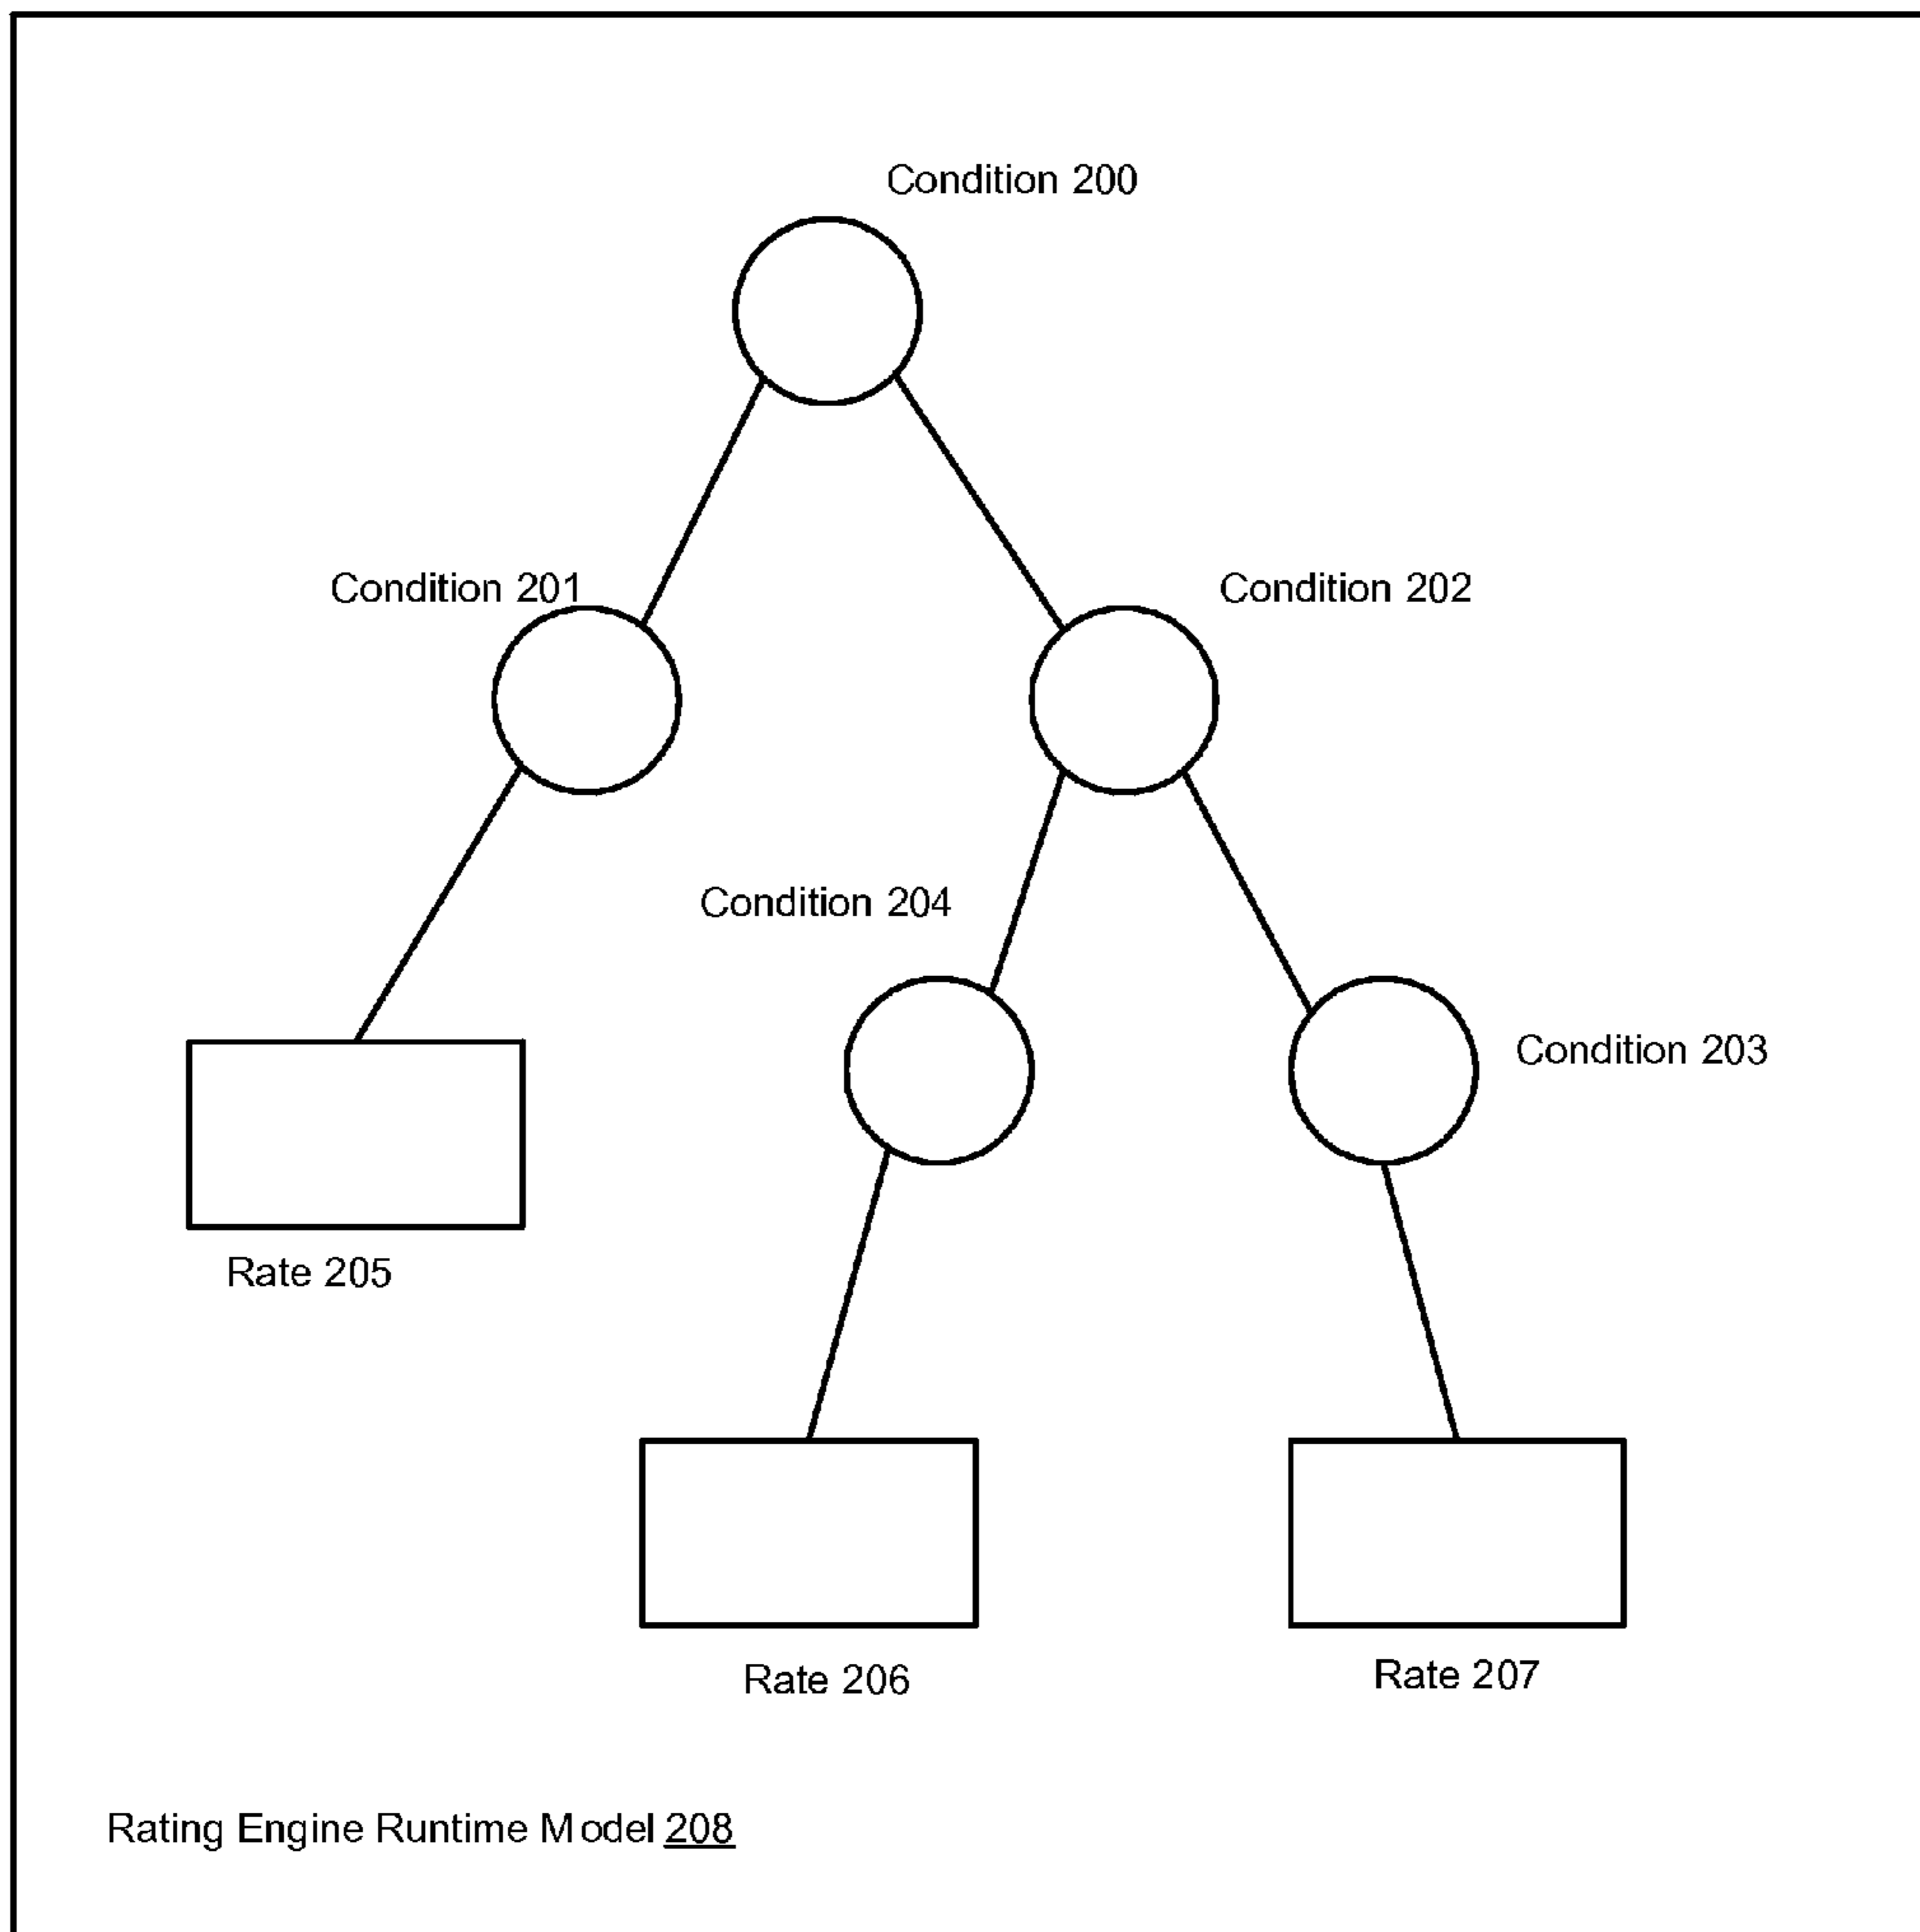 Condition 200
Condition 201
Condition 202
Condition 204
Condition 203
Rate 205
Rate 206
Rate 207
Rating Engine Runtime Model 208